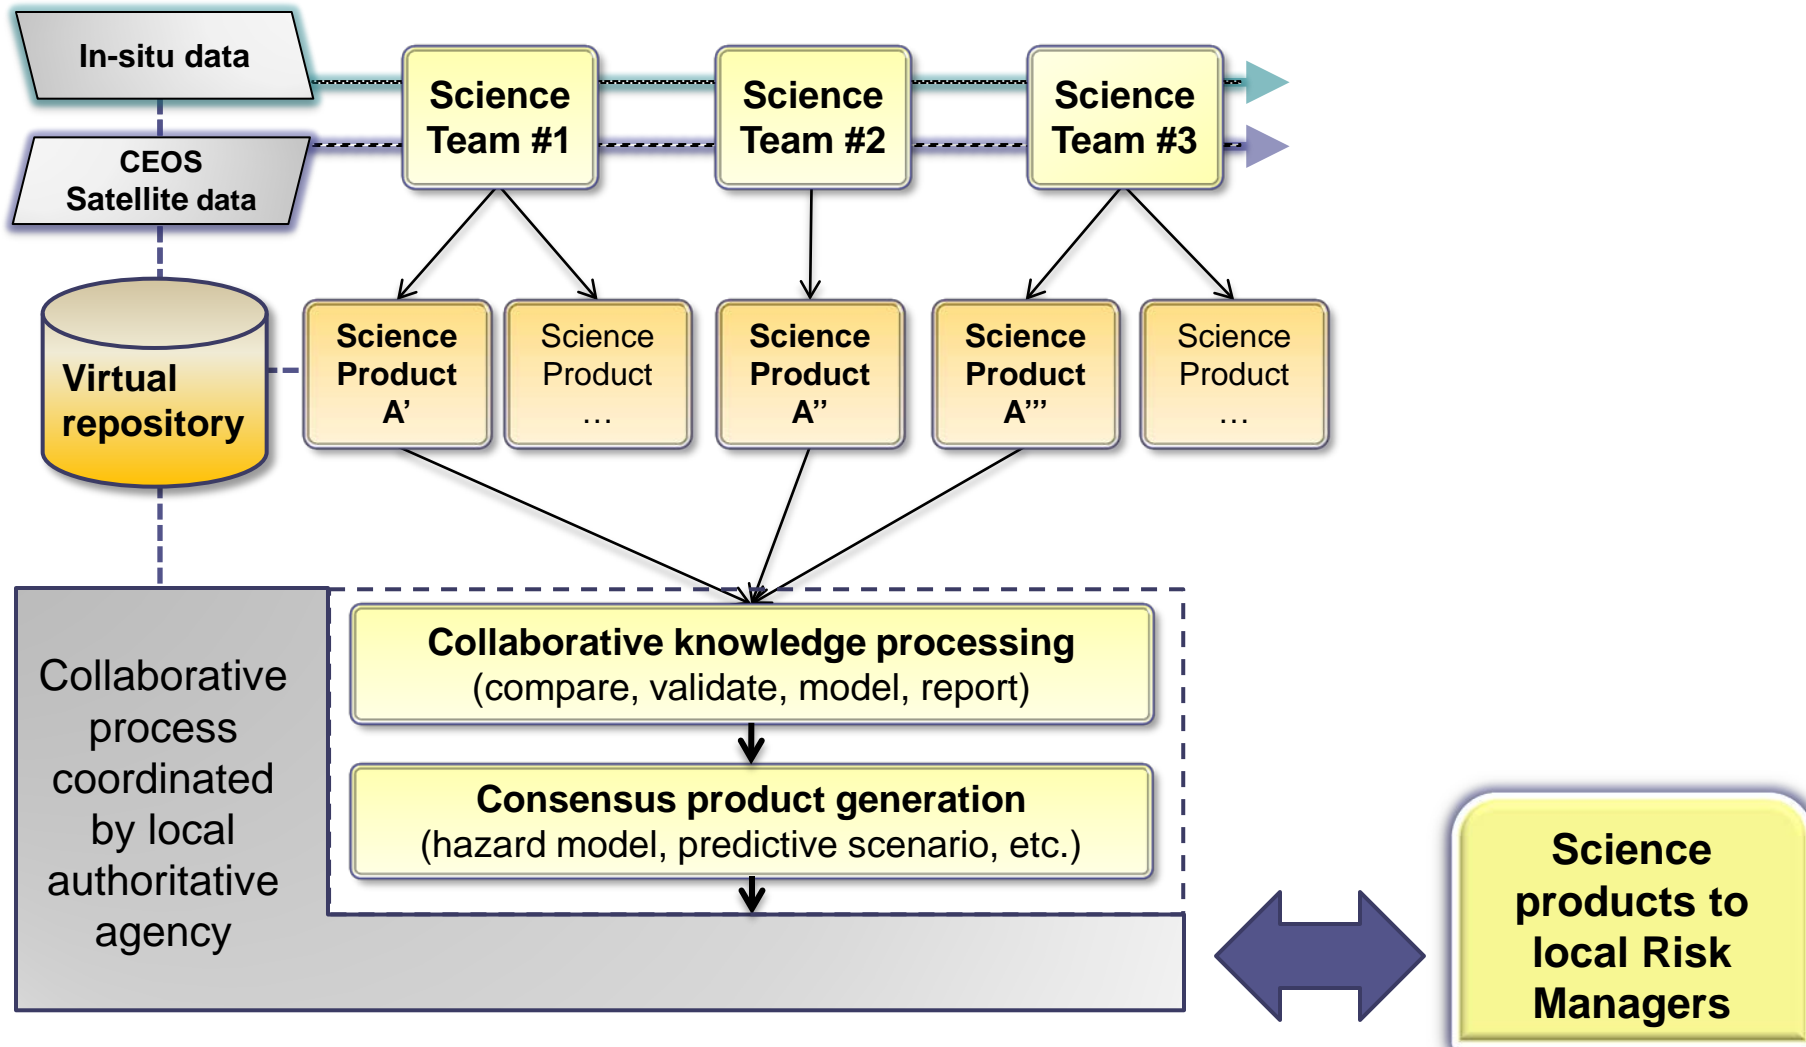 In-situ data
CEOS
Satellite data
Science
Team #1
Science
Team #2
Science
Team #3
Virtual
repository
Science
Product
A’
Science
Product
…
Science
Product
A’’
Science
Product
A’’’
Science
Product
…
Collaborative
process
coordinated
by local
authoritative
agency
Collaborative knowledge processing
(compare, validate, model, report)
Consensus product generation
(hazard model, predictive scenario, etc.)
Science
products to
local Risk
Managers